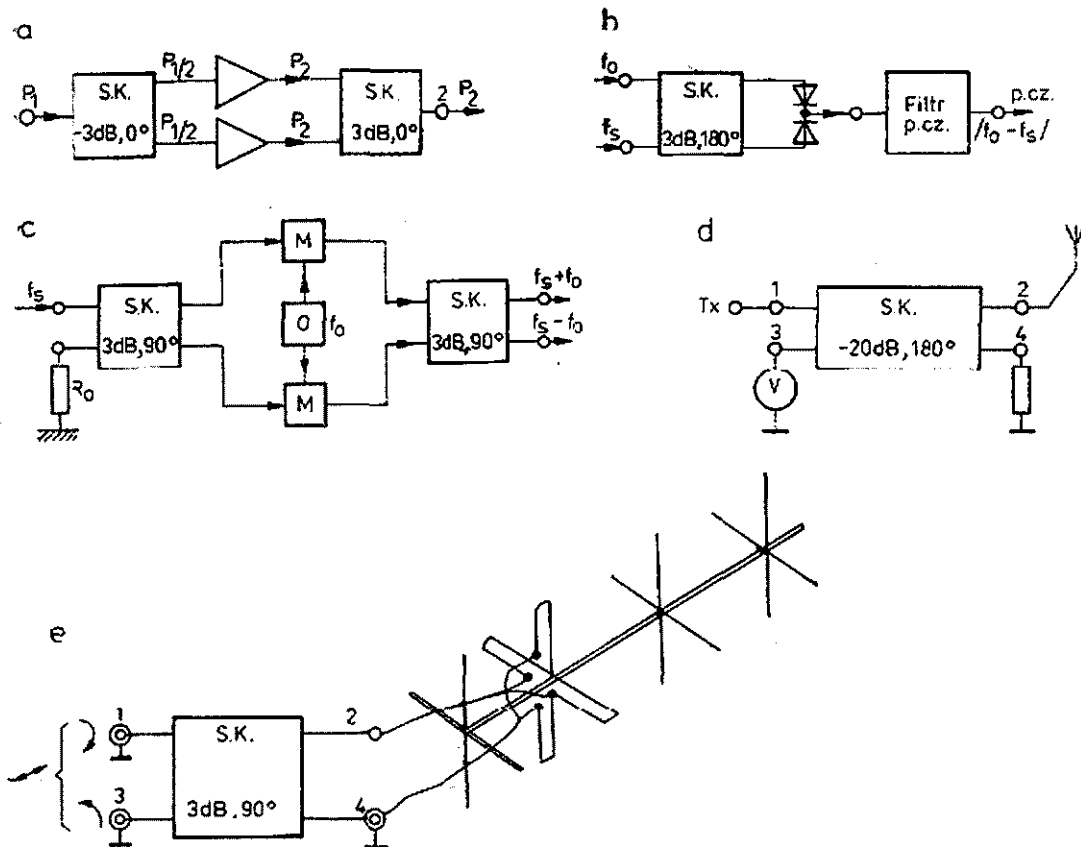 a
P₁
S.K.
-3dB,0°
P₁/₂
P₁/₂
P₂
P₂
S.K.
3dB,0°
2
P₂
b
f₀
fₛ
S.K.
3dB,180°
Filtr
p.cz.
p.cz.
/f₀-fₛ/
c
fₛ
R₀
S.K.
3dB,90°
M
O
f₀
M
S.K.
3dB,90°
fₛ+f₀
fₛ-f₀
d
Tx
1
3
V
S.K.
-20dB,180°
2
4
e
1
3
S.K.
3dB,90°
2
4